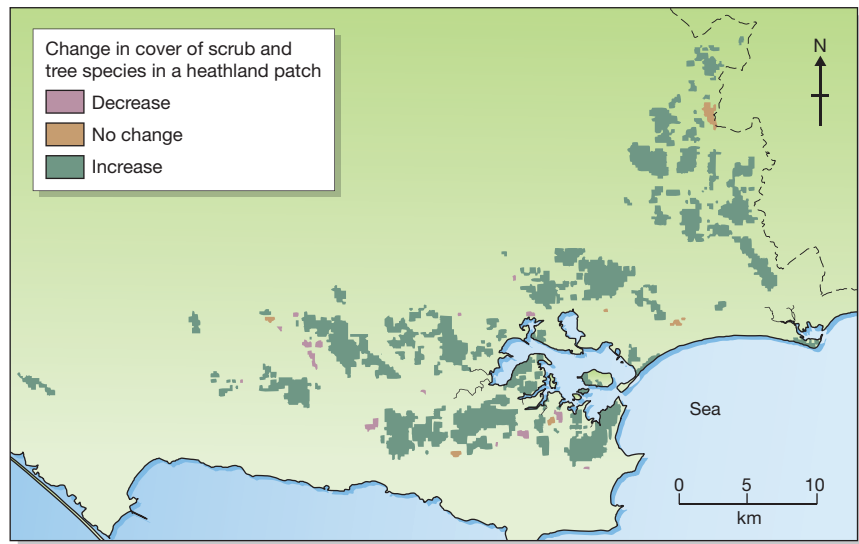 Change in cover of scrub and
tree species in a heathland patch
Decrease
No change
Increase
N
Sea
0 5 10
km